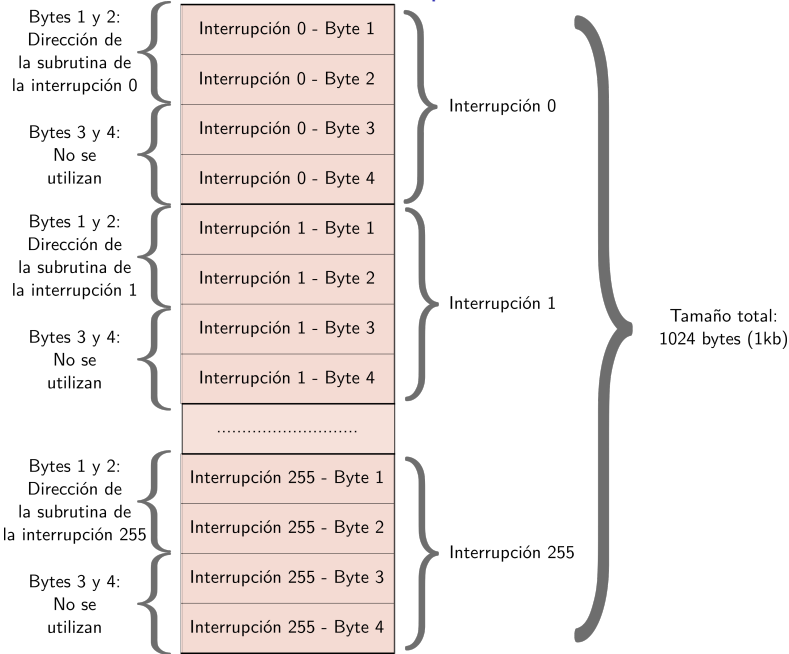 Bytes 1 y 2:
Dirección de
la subrutina de
la interrupción 0
Interrupción 0 - Byte 1
Interrupción 0 - Byte 2
Interrupción 0
Bytes 3 y 4:
No se
utilizan
Interrupción 0 - Byte 3
Interrupción 0 - Byte 4
Bytes 1 y 2:
Dirección de
la subrutina de
la interrupción 1
Interrupción 1 - Byte 1
Interrupción 1 - Byte 2
Interrupción 1
Bytes 3 y 4:
No se
utilizan
Interrupción 1 - Byte 3
Interrupción 1 - Byte 4
Tamaño total:
1024 bytes (1kb)
............................
Bytes 1 y 2:
Dirección de
la subrutina de
la interrupción 255
Interrupción 255 - Byte 1
Interrupción 255 - Byte 2
Interrupción 255
Bytes 3 y 4:
No se
utilizan
Interrupción 255 - Byte 3
Interrupción 255 - Byte 4